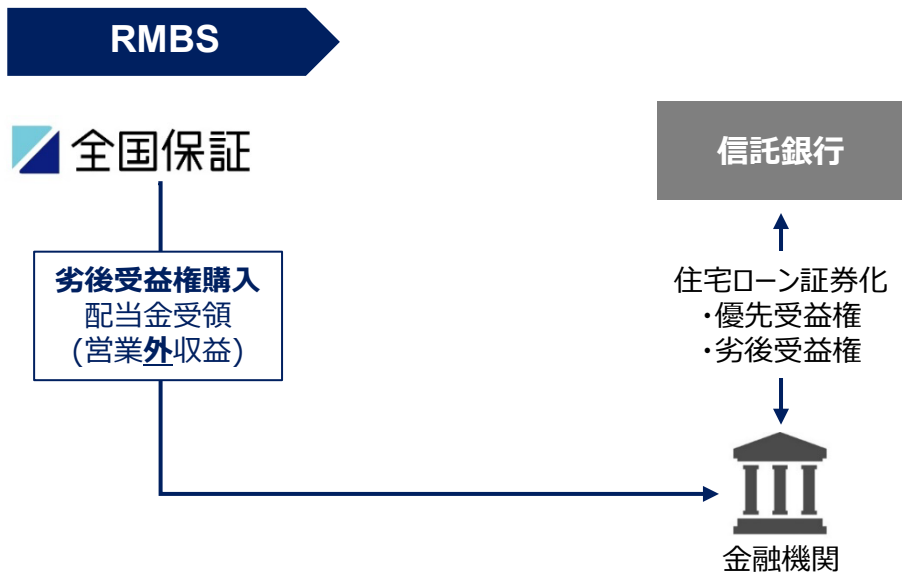 RMBS
全国保証
信託銀行
劣後受益権購入
配当金受領
(営業外収益)
住宅ローン証券化
・優先受益権
・劣後受益権
金融機関